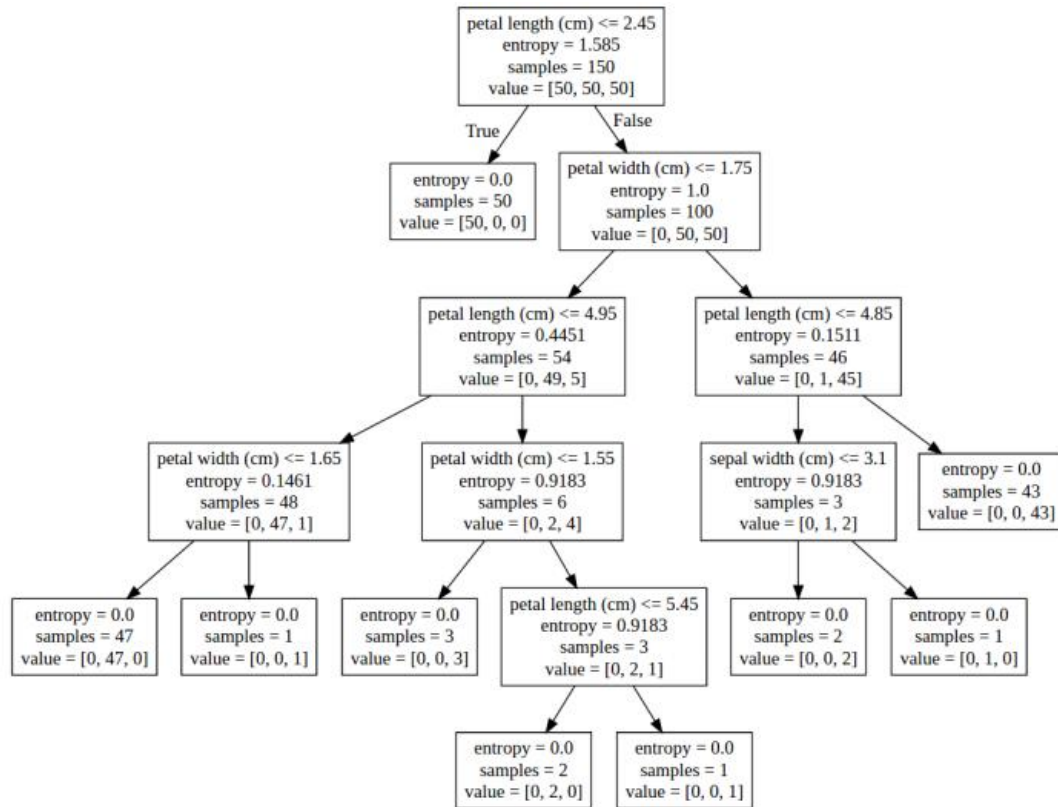 petal length (cm) <= 2.45
entropy = 1.585
samples = 150
value = [50, 50, 50]
True
False
entropy = 0.0
samples = 50
value = [50, 0, 0]
petal width (cm) <= 1.75
entropy = 1.0
samples = 100
value = [0, 50, 50]
petal length (cm) <= 4.95
entropy = 0.4451
samples = 54
value = [0, 49, 5]
petal length (cm) <= 4.85
entropy = 0.1511
samples = 46
value = [0, 1, 45]
petal width (cm) <= 1.65
entropy = 0.1461
samples = 48
value = [0, 47, 1]
petal width (cm) <= 1.55
entropy = 0.9183
samples = 6
value = [0, 2, 4]
sepal width (cm) <= 3.1
entropy = 0.9183
samples = 3
value = [0, 1, 2]
entropy = 0.0
samples = 43
value = [0, 0, 43]
entropy = 0.0
samples = 47
value = [0, 47, 0]
entropy = 0.0
samples = 1
value = [0, 0, 1]
entropy = 0.0
samples = 3
value = [0, 0, 3]
petal length (cm) <= 5.45
entropy = 0.9183
samples = 3
value = [0, 2, 1]
entropy = 0.0
samples = 2
value = [0, 0, 2]
entropy = 0.0
samples = 1
value = [0, 1, 0]
entropy = 0.0
samples = 2
value = [0, 2, 0]
entropy = 0.0
samples = 1
value = [0, 0, 1]